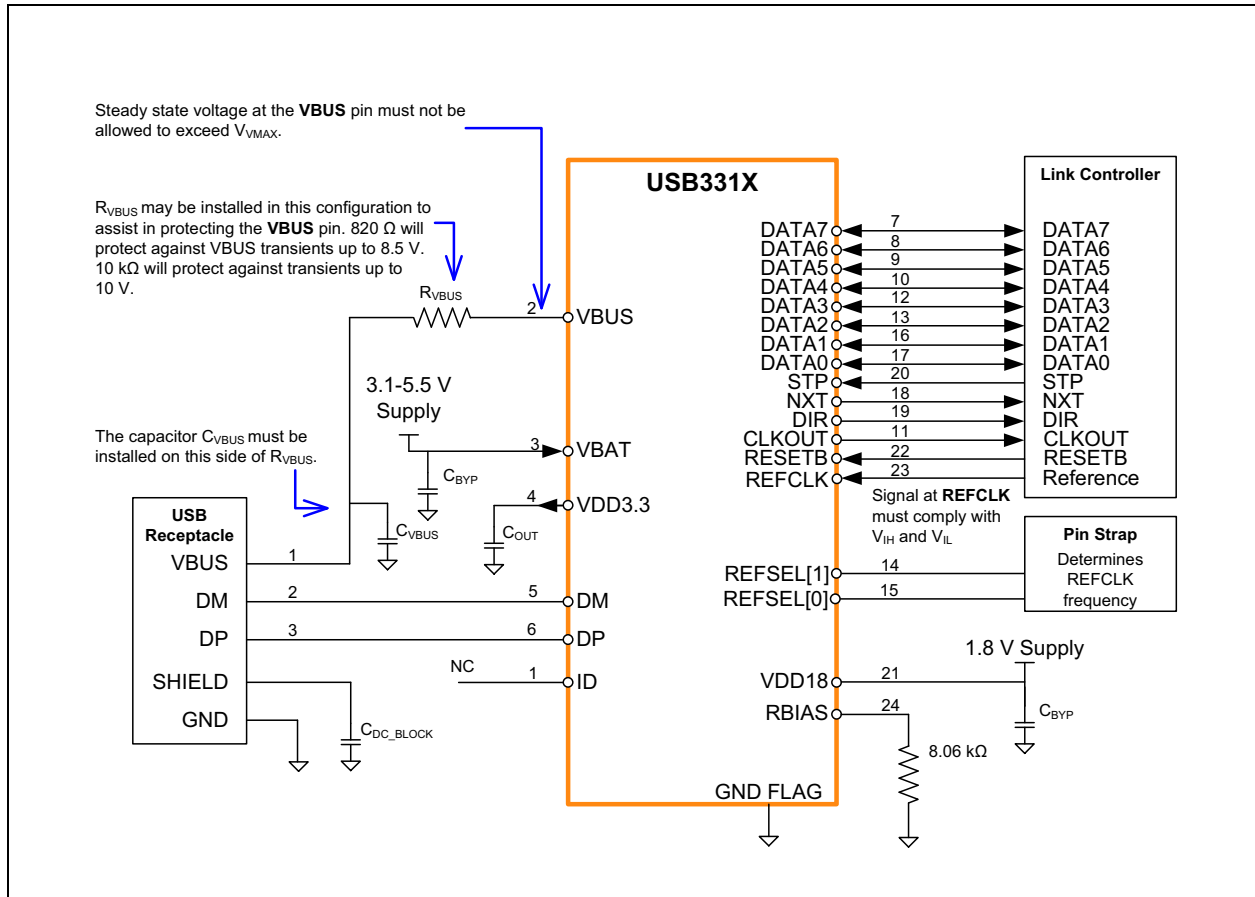 Steady state voltage at the VBUS pin must not be
allowed to exceed VVMAX.
RVBUS may be installed in this configuration to
assist in protecting the VBUS pin. 820 Ω will
protect against VBUS transients up to 8.5 V.
10 kΩ will protect against transients up to
10 V.
RVBUS
2
VBUS
3.1-5.5 V
Supply
The capacitor CVBUS must be
installed on this side of RVBUS.
3
VBAT
CBYP
4
VDD3.3
CVBUS
COUT
USB
Receptacle
VBUS
1
DM
2
5
DM
DP
3
6
DP
SHIELD
NC
1
ID
GND
CDC_BLOCK
USB331X
DATA7
7
DATA7
DATA6
8
DATA6
DATA5
9
DATA5
DATA4
10
DATA4
DATA3
12
DATA3
DATA2
13
DATA2
DATA1
16
DATA1
DATA0
17
DATA0
STP
20
STP
NXT
18
NXT
DIR
19
DIR
CLKOUT
11
CLKOUT
RESETB
22
RESETB
REFCLK
23
Reference
Link Controller
Signal at REFCLK
must comply with
VIH and VIL
Pin Strap
Determines
REFCLK
frequency
REFSEL[1]
14
REFSEL[0]
15
1.8 V Supply
VDD18
21
CBYP
RBIAS
24
8.06 kΩ
GND FLAG